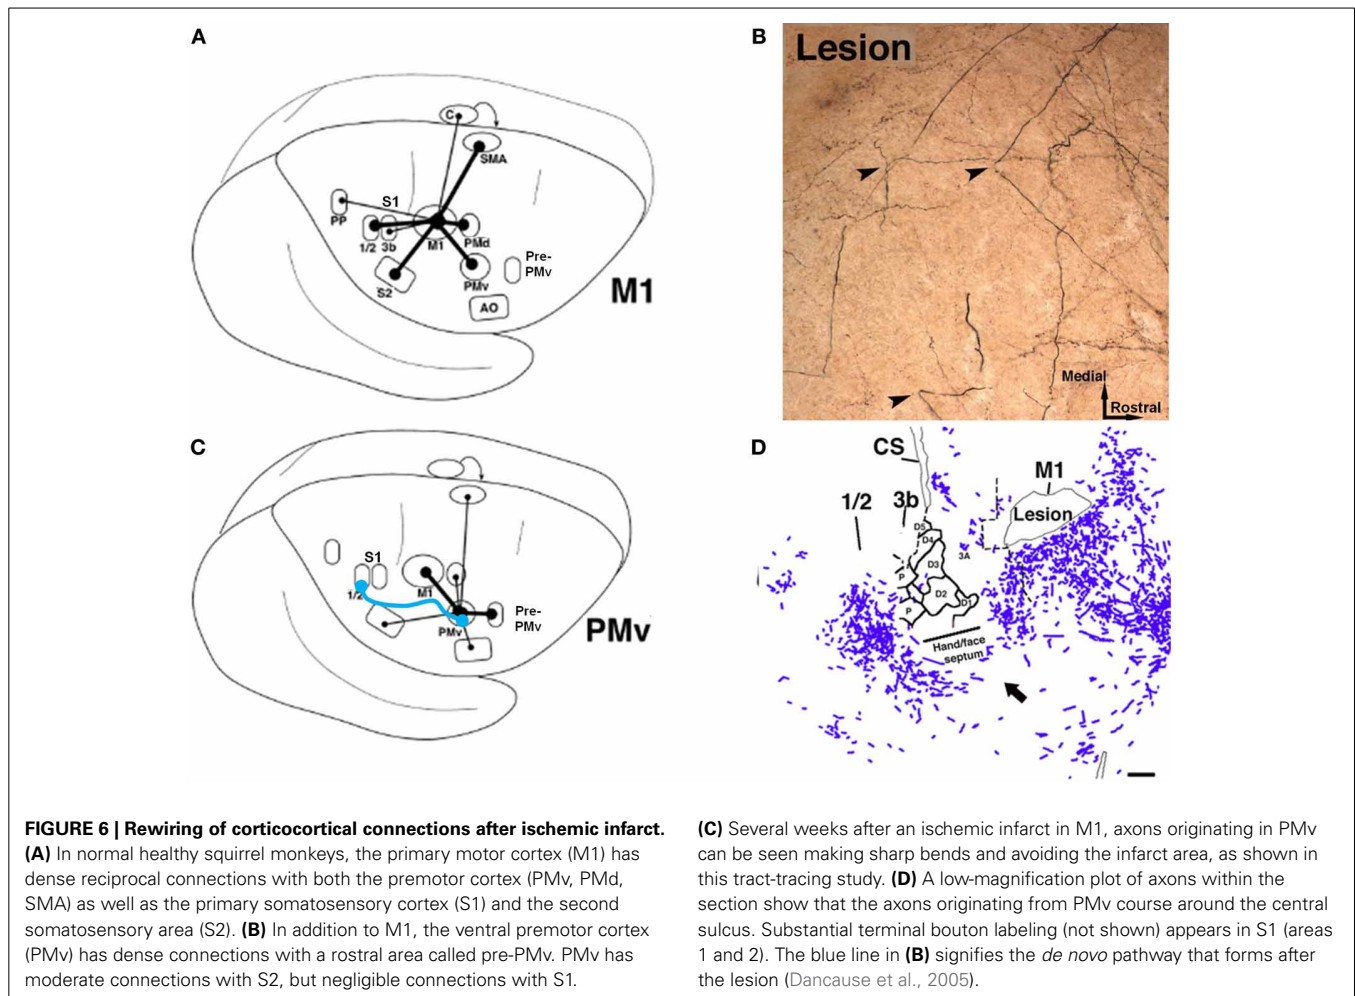 A
C
SMA
S1
PP
1/2
3b
M1
PMd
S2
PMv
Pre-
PMv
AO
M1
B
Lesion
Medial
Rostral
C
S1
1/2
M1
PMv
Pre-
PMv
PMv
D
CS
M1
1/2
3b
Lesion
D5
D4
3A
D3
P
D2
D1
P
Hand/face
septum
FIGURE 6 | Rewiring of corticocortical connections after ischemic infarct.
(A) In normal healthy squirrel monkeys, the primary motor cortex (M1) has
dense reciprocal connections with both the premotor cortex (PMv, PMd,
SMA) as well as the primary somatosensory cortex (S1) and the second
somatosensory area (S2). (B) In addition to M1, the ventral premotor cortex
(PMv) has dense connections with a rostral area called pre-PMv. PMv has
moderate connections with S2, but negligible connections with S1.
(C) Several weeks after an ischemic infarct in M1, axons originating in PMv
can be seen making sharp bends and avoiding the infarct area, as shown in
this tract-tracing study. (D) A low-magnification plot of axons within the
section show that the axons originating from PMv course around the central
sulcus. Substantial terminal bouton labeling (not shown) appears in S1 (areas
1 and 2). The blue line in (B) signifies the de novo pathway that forms after
the lesion (Dancause et al., 2005).